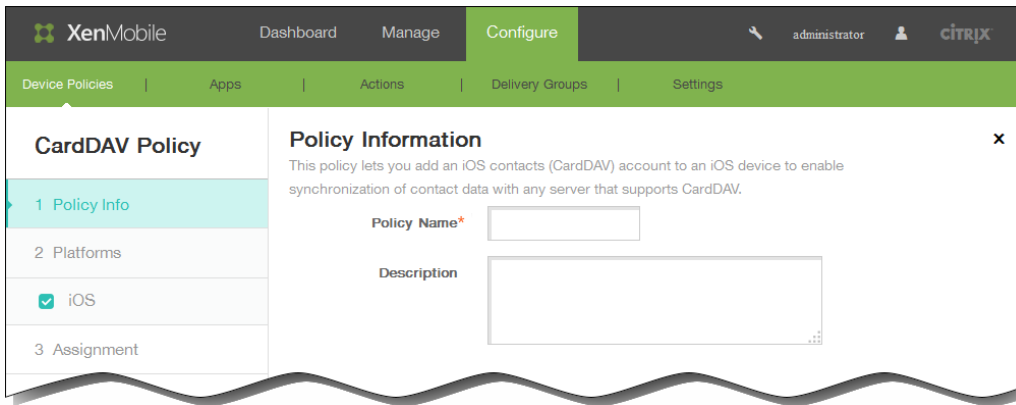 XenMobile Dashboard Manage Configure administrator CITRIX
Device Policies | Apps | Actions | Delivery Groups | Settings
CardDAV Policy
1 Policy Info
2 Platforms
iOS
3 Assignment
Policy Information
This policy lets you add an iOS contacts (CardDAV) account to an iOS device to enable
synchronization of contact data with any server that supports CardDAV.
Policy Name*
Description